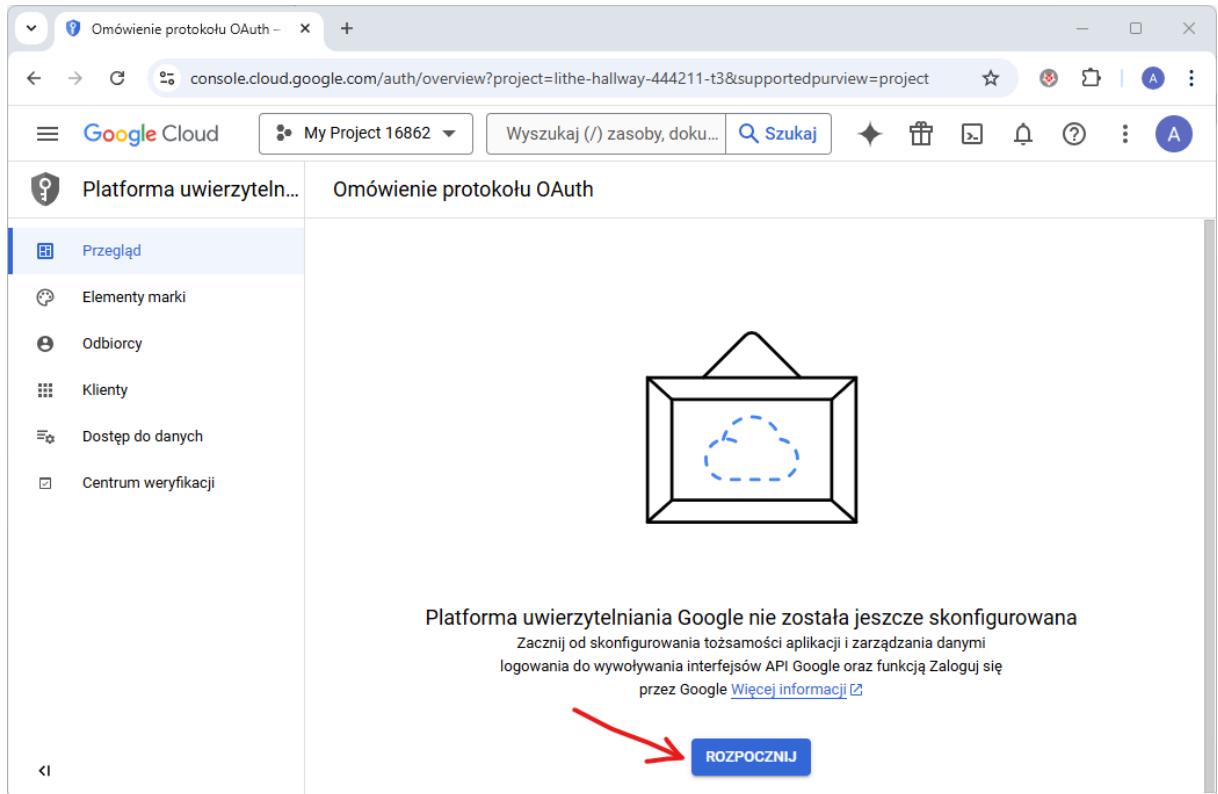 Omówienie protokołu OAuth –
console.cloud.google.com/auth/overview?project=lithe-hallway-444211-t3&supportedpurview=project
A
Google Cloud
My Project 16862
Wyszukaj (/) zasoby, doku...
Szukaj
A
Platforma uwierzyteln...
Omówienie protokołu OAuth
Przegląd
Elementy marki
Odbiorcy
Klienty
Dostęp do danych
Centrum weryfikacji
Platforma uwierzytelniania Google nie została jeszcze skonfigurowana
Zacznij od skonfigurowania tożsamości aplikacji i zarządzania danymi
logowania do wywoływania interfejsów API Google oraz funkcją Zaloguj się
przez Google Więcej informacji
ROZPOCZNIJ